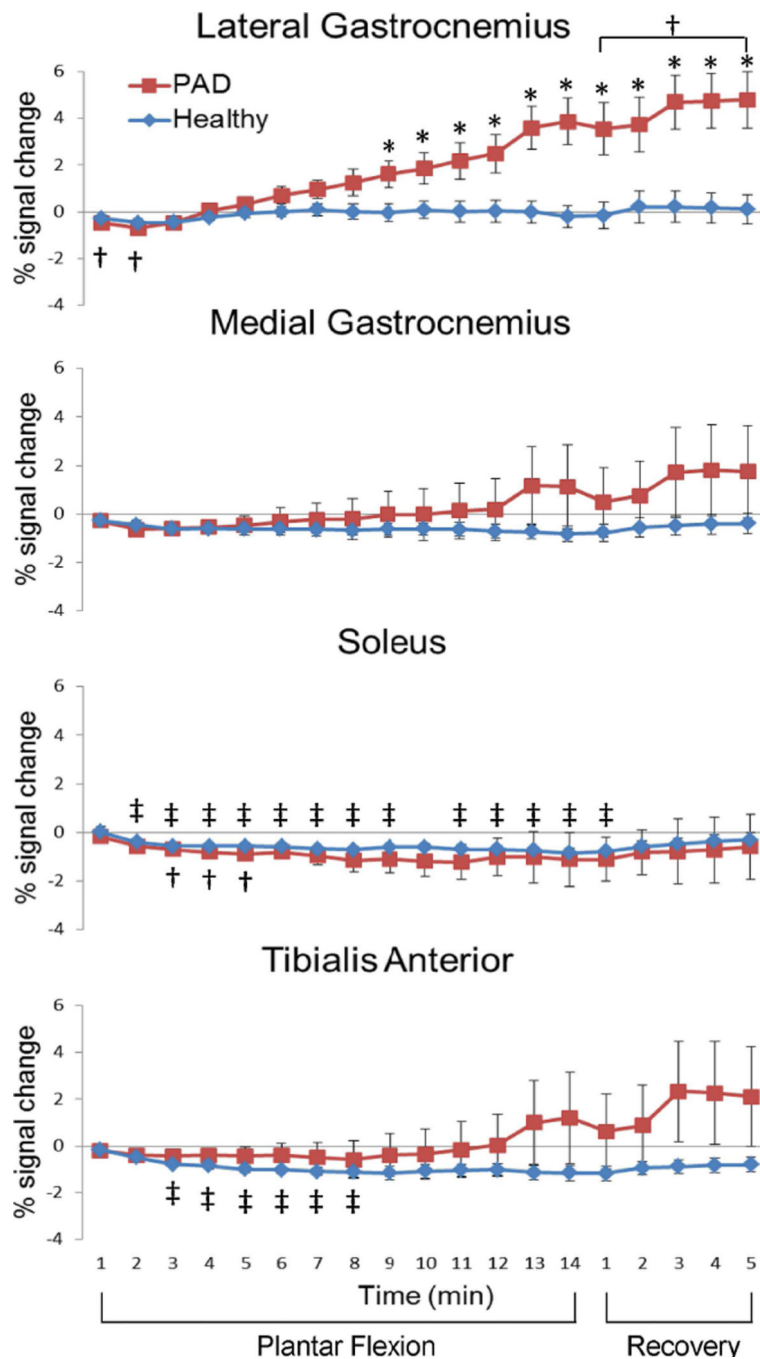 Lateral Gastrocnemius
†
6
PAD
* * * * * * * * * * *
4
Healthy
2
0
-2
-4
% signal change
† †
Medial Gastrocnemius
6
4
2
0
-2
-4
% signal change
Soleus
6
4
2
0
-2
-4
% signal change
‡ ‡ ‡ ‡ ‡ ‡ ‡ ‡ ‡ ‡ ‡ ‡ ‡
† † †
Tibialis Anterior
6
4
2
0
-2
-4
% signal change
‡ ‡ ‡ ‡ ‡ ‡
1 2 3 4 5 6 7 8 9 10 11 12 13 14 1 2 3 4 5
Time (min)
Plantar Flexion Recovery